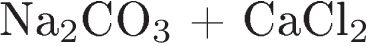 Na₂CO₃ + CaCl₂